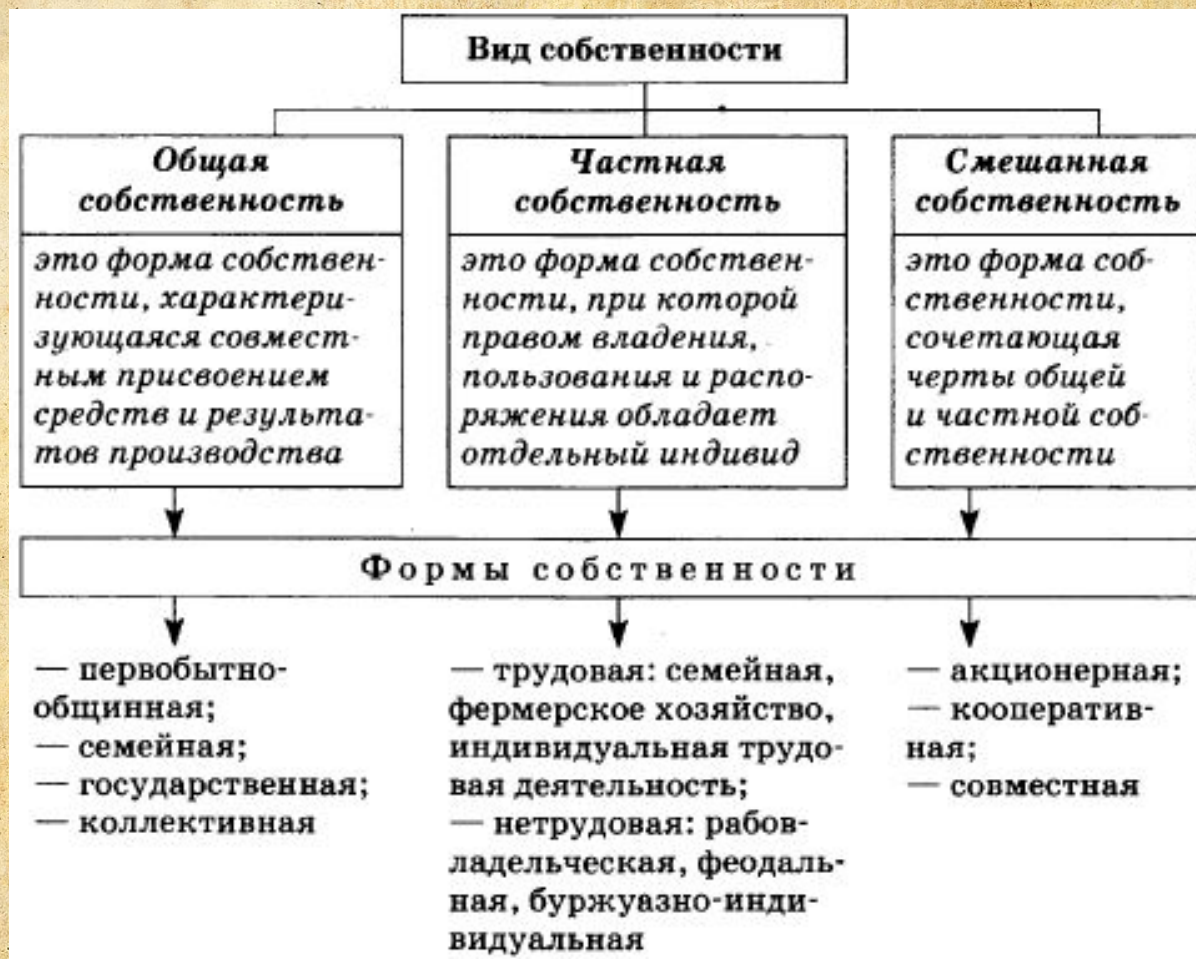 Вид собственности
Общая
собственность
это форма собствен-
ности, характери-
зующаяся совмест-
ным присвоением
средств и результа-
тов производства
Частная
собственность
это форма собствен-
ности, при которой
правом владения,
пользования и распо-
ряжения обладает
отдельный индивид
Смешанная
собственность
это форма соб-
ственности,
сочетающая
черты общей
и частной соб-
ственности
Формы собственности
— первобытно-
общинная;
— семейная;
— государственная;
— коллективная
— трудовая: семейная,
фермерское хозяйство,
индивидуальная трудо-
вая деятельность;
— нетрудовая: рабов-
ладельческая, феодаль-
ная, буржуазно-инди-
видуальная
— акционерная;
— кооператив-
ная;
— совместная